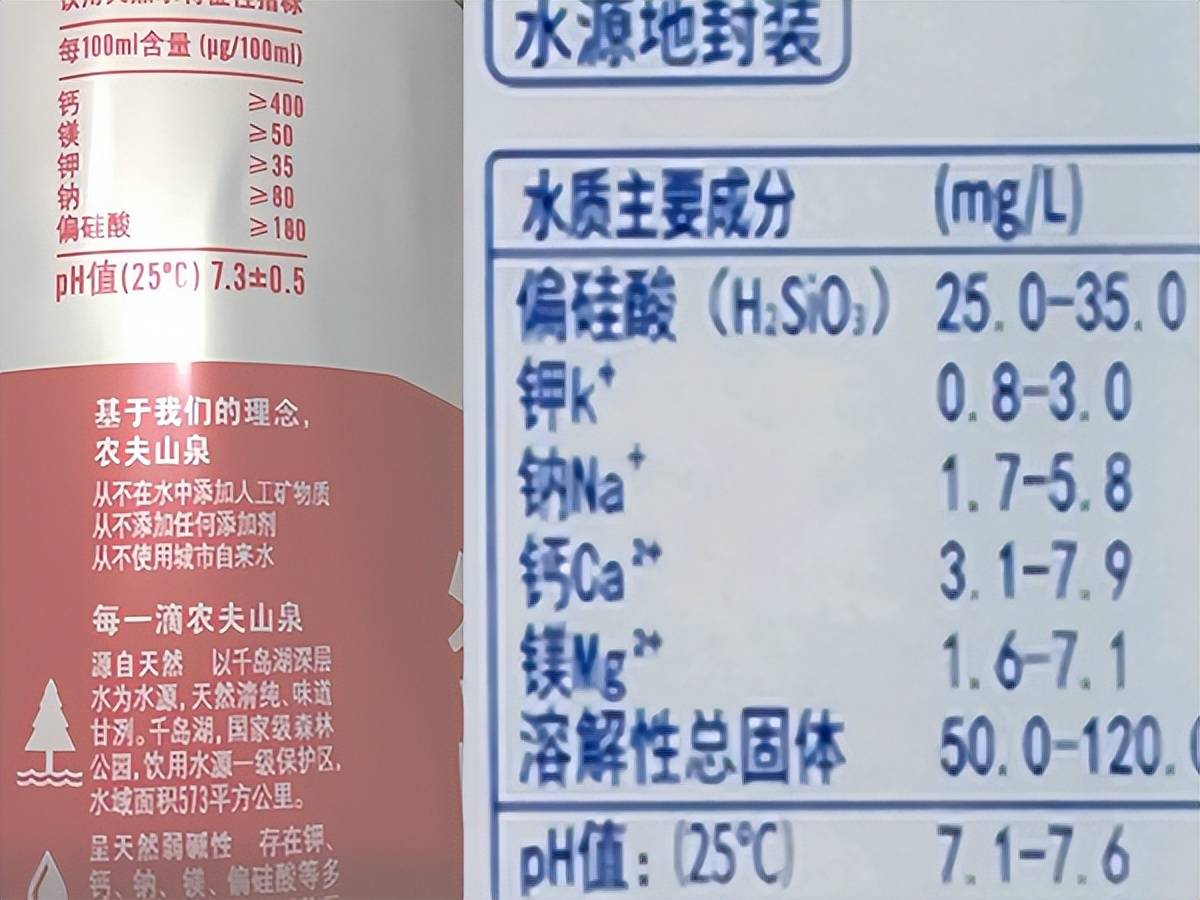 饮用天然水特征性指标
每100ml含量 (μg/100ml)
钙 ≥400
镁 ≥50
钾 ≥35
钠 ≥80
偏硅酸 ≥180
pH值(25℃) 7.3±0.5
基于我们的理念,
农夫山泉
从不在水中添加人工矿物质
从不添加任何添加剂
从不使用城市自来水
每一滴农夫山泉
源自天然 以千岛湖深层
水为水源,天然清纯、味道
甘洌。千岛湖,国家级森林
公园,饮用水源一级保护区,
水域面积573平方公里。
呈天然弱碱性 存在钾、
钙、钠、镁、偏硅酸等多
水源地封装
水质主要成分 (mg/L)
偏硅酸（H₂SiO₃） 25.0-35.0
钾k⁺ 0.8-3.0
钠Na⁺ 1.7-5.8
钙Ca²⁺ 3.1-7.9
镁Mg²⁺ 1.6-7.1
溶解性总固体 50.0-120.0
pH值:(25℃) 7.1-7.6